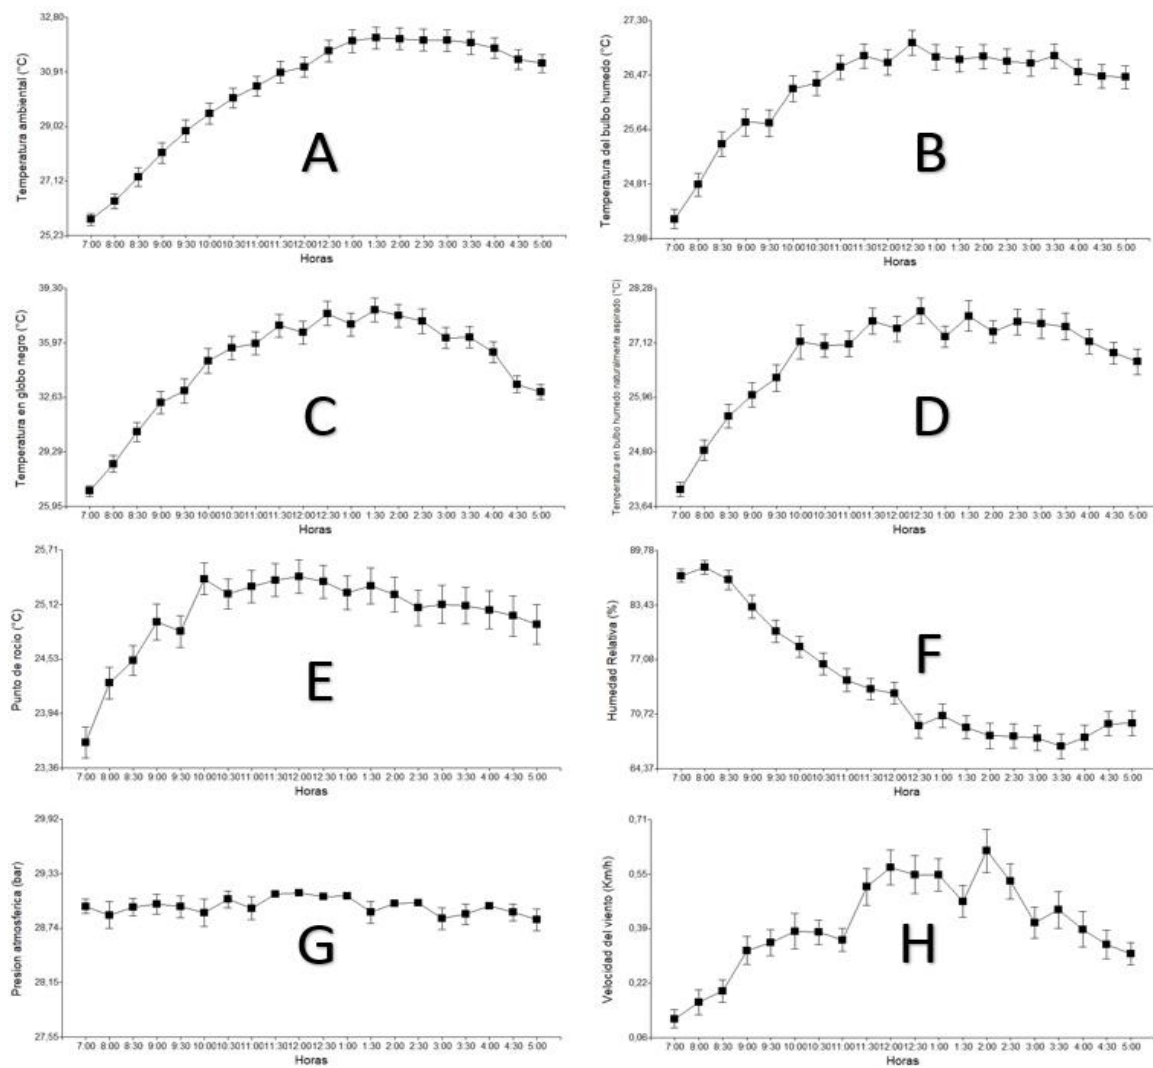 32,80
30,91
29,02
27,12
25,23
Temperatura ambiental (°C)
A
7:00 8:00 8:30 9:00 9:30 10:00 10:30 11:00 11:30 12:00 12:30 1:00 1:30 2:00 2:30 3:00 3:30 4:00 4:30 5:00
Horas
27,30
26,47
25,64
24,81
23,98
Temperatura del bulbo humedo (°C)
B
7:00 8:00 8:30 9:00 9:30 10:00 10:30 11:00 11:30 12:00 12:30 1:00 1:30 2:00 2:30 3:00 3:30 4:00 4:30 5:00
Horas
39,30
35,97
32,63
29,29
25,95
Temperatura en globo negro (°C)
C
7:00 8:00 8:30 9:00 9:30 10:00 10:30 11:00 11:30 12:00 12:30 1:00 1:30 2:00 2:30 3:00 3:30 4:00 4:30 5:00
Horas
28,28
27,12
25,96
24,80
23,64
Temperatura en bulbo humedo naturalmente aspirado (°C)
D
7:00 8:00 8:30 9:00 9:30 10:00 10:30 11:00 11:30 12:00 12:30 1:00 1:30 2:00 2:30 3:00 3:30 4:00 4:30 5:00
Horas
25,71
25,12
24,53
23,94
23,36
Punto de rocio (°C)
E
7:00 8:00 8:30 9:00 9:30 10:00 10:30 11:00 11:30 12:00 12:30 1:00 1:30 2:00 2:30 3:00 3:30 4:00 4:30 5:00
Horas
89,78
83,43
77,08
70,72
64,37
Humedad Relativa (%)
F
7:00 8:00 8:30 9:00 9:30 10:00 10:30 11:00 11:30 12:00 12:30 1:00 1:30 2:00 2:30 3:00 3:30 4:00 4:30 5:00
Hora
29,92
29,33
28,74
28,15
27,55
Presion atmosferica (bar)
G
7:00 8:00 8:30 9:00 9:30 10:00 10:30 11:00 11:30 12:00 12:30 1:00 1:30 2:00 2:30 3:00 3:30 4:00 4:30 5:00
Horas
0,71
0,55
0,39
0,22
0,06
Velocidad del viento (Km/h)
H
7:00 8:00 8:30 9:00 9:30 10:00 10:30 11:00 11:30 12:00 12:30 1:00 1:30 2:00 2:30 3:00 3:30 4:00 4:30 5:00
Horas